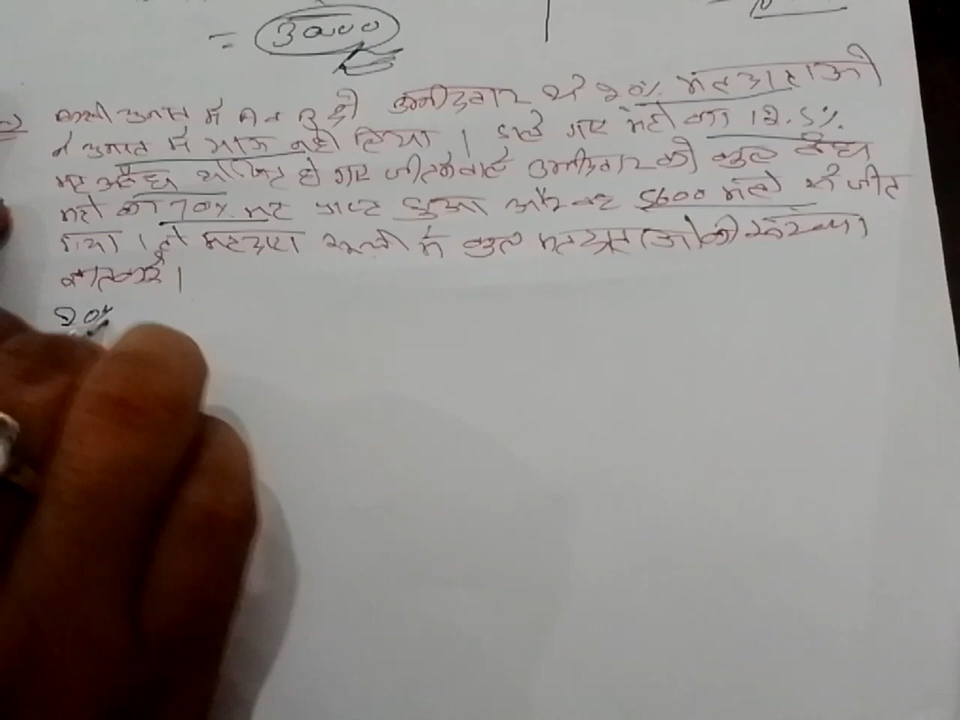 = 30000
किसी चुनाव में A व B दो उम्मीदवार थे 20% मतदाताओ
ने चुनाव में भाग नहीं लिया । डाले गए मतों का 12.5%
मत अवैध घोषित हो गए जीतनेवाले उम्मीदवार को कुल वैध
मतो का 70% मत प्राप्त हुआ और वह 5600 मतो से जीत
गया । तो मतदाता सूची में कुल मतदाताओ की संख्या
ज्ञात करे ।
20%